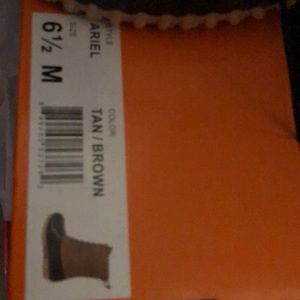 STYLE
ARIEL
COLOR
TAN / BROWN
SIZE
6½ M